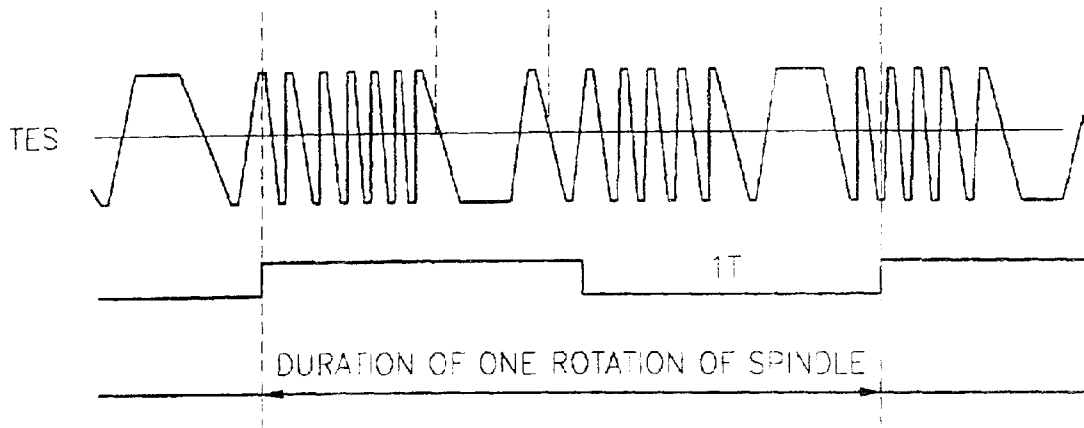 TES
1T
DURATION OF ONE ROTATION OF SPINDLE